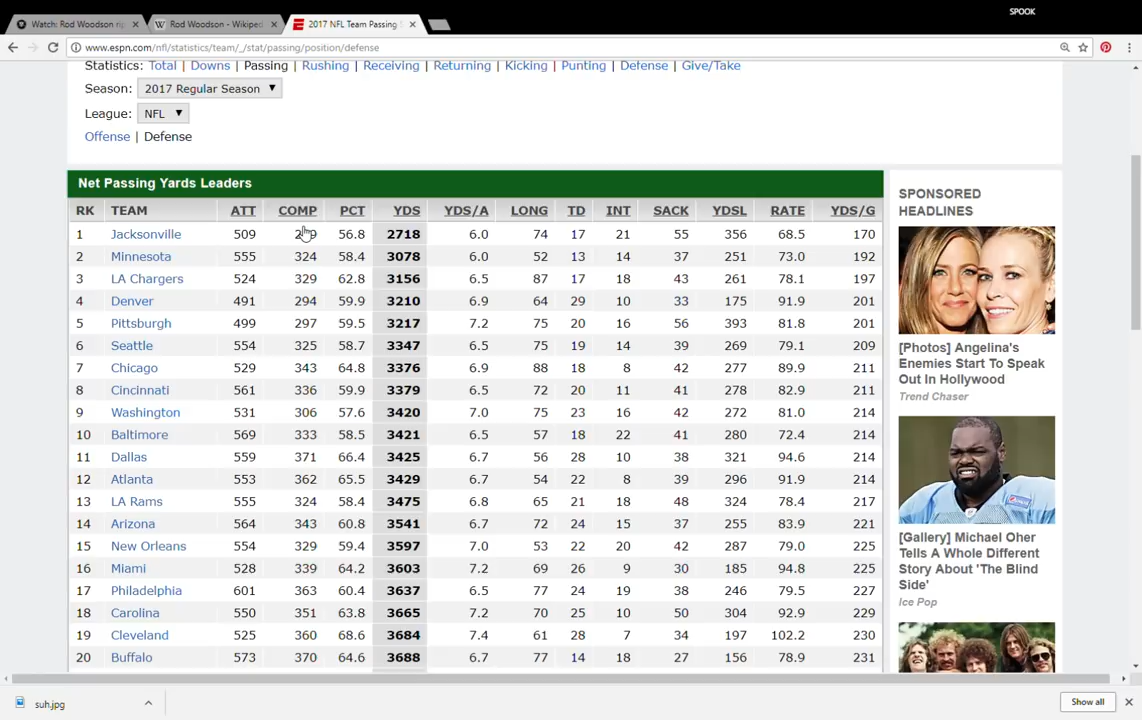 SPOOK
Watch: Rod Woodson rip
Rod Woodson - Wikiped
2017 NFL Team Passing
www.espn.com/nfl/statistics/team/_/stat/passing/position/defense
Statistics: Total | Downs | Passing | Rushing | Receiving | Returning | Kicking | Punting | Defense | Give/Take
Season: 2017 Regular Season
League: NFL
Offense | Defense
Net Passing Yards Leaders
RK TEAM ATT COMP PCT YDS YDS/A LONG TD INT SACK YDSL RATE YDS/G
1 Jacksonville 509 56.8 2718 6.0 74 17 21 55 356 68.5 170
2 Minnesota 555 324 58.4 3078 6.0 52 13 14 37 251 73.0 192
3 LA Chargers 524 329 62.8 3156 6.5 87 17 18 43 261 78.1 197
4 Denver 491 294 59.9 3210 6.9 64 29 10 33 175 91.9 201
5 Pittsburgh 499 297 59.5 3217 7.2 75 20 16 56 393 81.8 201
6 Seattle 554 325 58.7 3347 6.5 75 19 14 39 269 79.1 209
7 Chicago 529 343 64.8 3376 6.9 88 18 8 42 277 89.9 211
8 Cincinnati 561 336 59.9 3379 6.5 72 20 11 41 278 82.9 211
9 Washington 531 306 57.6 3420 7.0 75 23 16 42 272 81.0 214
10 Baltimore 569 333 58.5 3421 6.5 57 18 22 41 280 72.4 214
11 Dallas 559 371 66.4 3425 6.7 56 28 10 38 321 94.6 214
12 Atlanta 553 362 65.5 3429 6.7 54 22 8 39 296 91.9 214
13 LA Rams 555 324 58.4 3475 6.8 65 21 18 48 324 78.4 217
14 Arizona 564 343 60.8 3541 6.7 72 24 15 37 255 83.9 221
15 New Orleans 554 329 59.4 3597 7.0 53 22 20 42 287 79.0 225
16 Miami 528 339 64.2 3603 7.2 69 26 9 30 185 94.8 225
17 Philadelphia 601 363 60.4 3637 6.5 77 24 19 38 246 79.5 227
18 Carolina 550 351 63.8 3665 7.2 70 25 10 50 304 92.9 229
19 Cleveland 525 360 68.6 3684 7.4 61 28 7 34 197 102.2 230
20 Buffalo 573 370 64.6 3688 6.7 77 14 18 27 156 78.9 231
SPONSORED
HEADLINES
[Photos] Angelina's
Enemies Start To Speak
Out In Hollywood
Trend Chaser
[Gallery] Michael Oher
Tells A Whole Different
Story About 'The Blind
Side'
Ice Pop
suh.jpg
Show all